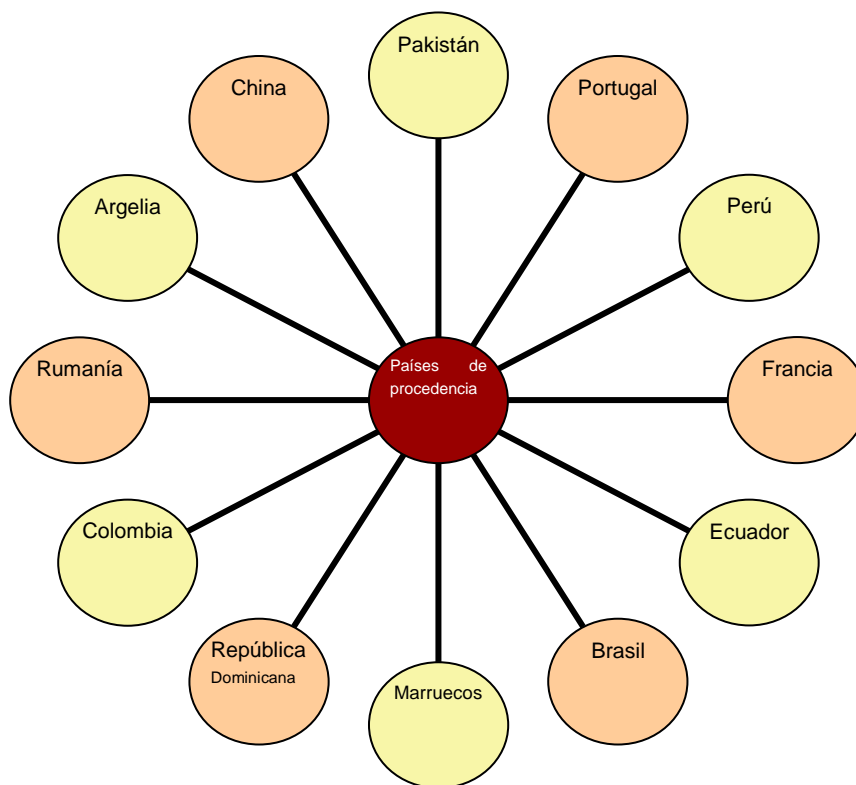 Pakistán
China
Portugal
Argelia
Perú
Países de
procedencia
Rumanía
Francia
Colombia
Ecuador
República
Dominicana
Brasil
Marruecos